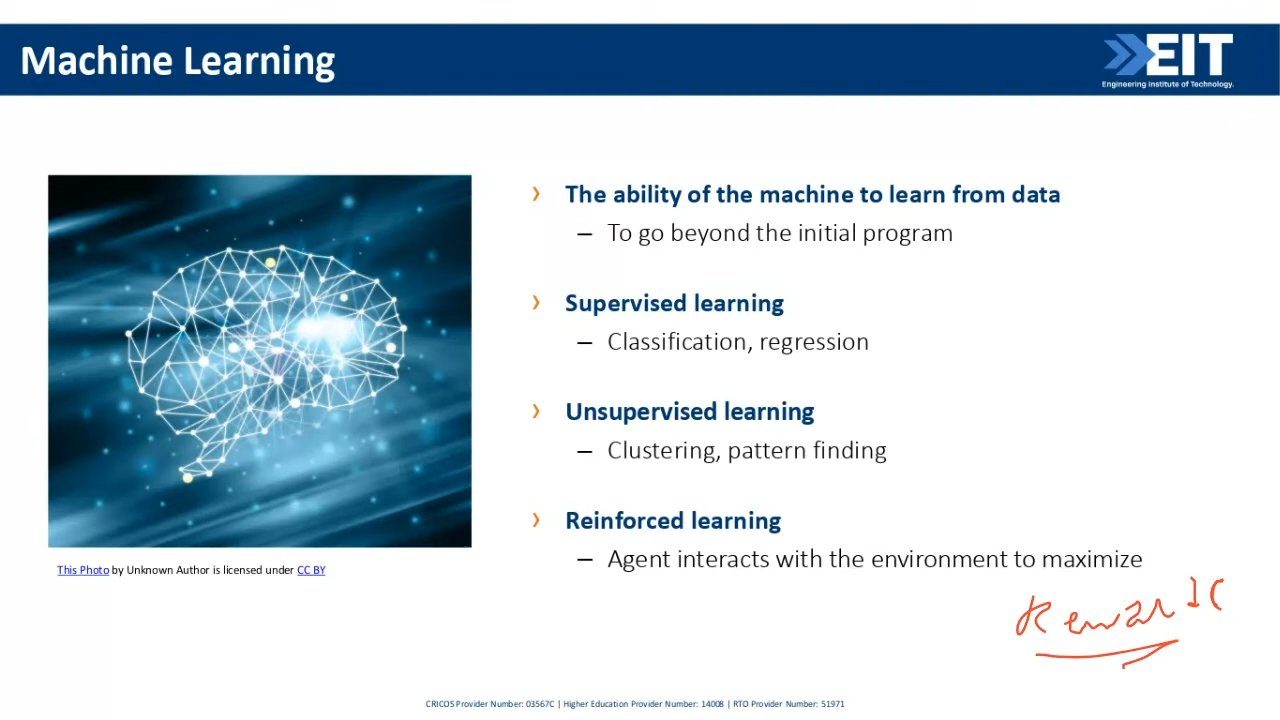 Machine Learning
EIT
Engineering Institute of Technology.
› The ability of the machine to learn from data
– To go beyond the initial program
› Supervised learning
– Classification, regression
› Unsupervised learning
– Clustering, pattern finding
› Reinforced learning
– Agent interacts with the environment to maximize
This Photo by Unknown Author is licensed under CC BY
CRICOS Provider Number: 03567C | Higher Education Provider Number: 14008 | RTO Provider Number: 51971